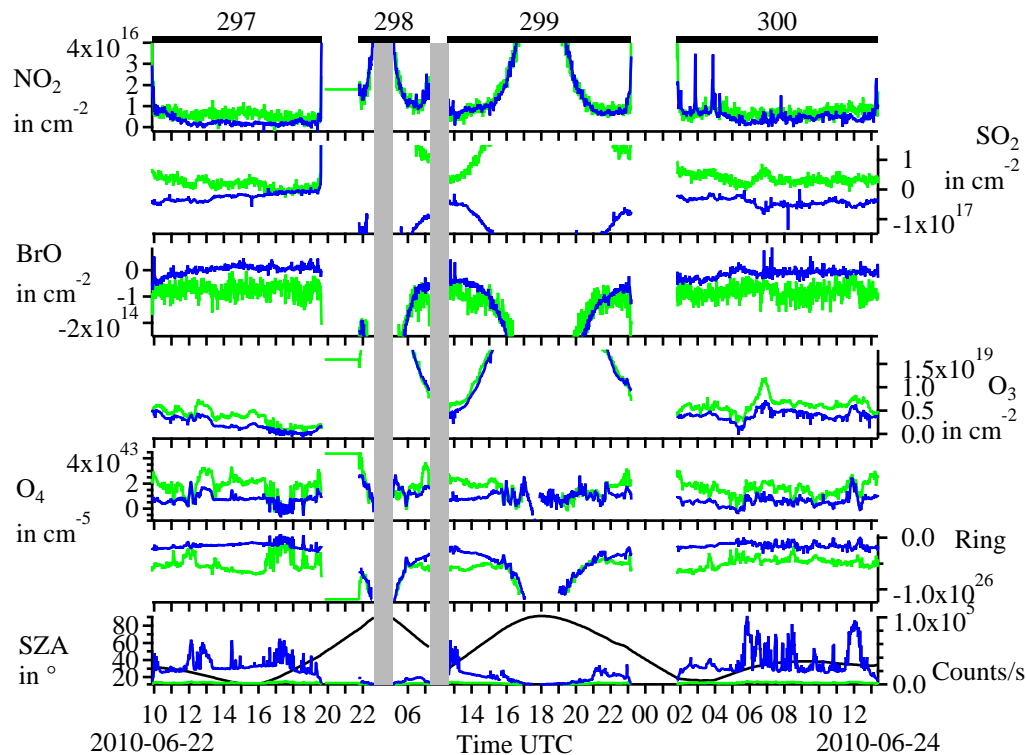 297 298 299 300
NO2
in cm-2
4x10^16
2
1
0
SO2
in cm-2
1
0
-1x10^17
BrO
in cm-2
0
-1
-2x10^14
1.5x10^19
1.0
0.5
0.0
O3
in cm-2
O4
in cm-5
4x10^43
2
0
0.0
-1.0x10^26
Ring
SZA
in °
80
60
40
20
1.0x10^5
0.0
Counts/s
10 12 14 16 18 20 22 06 14 16 18 20 22 00 02 04 06 08 10 12
2010-06-22 Time UTC 2010-06-24